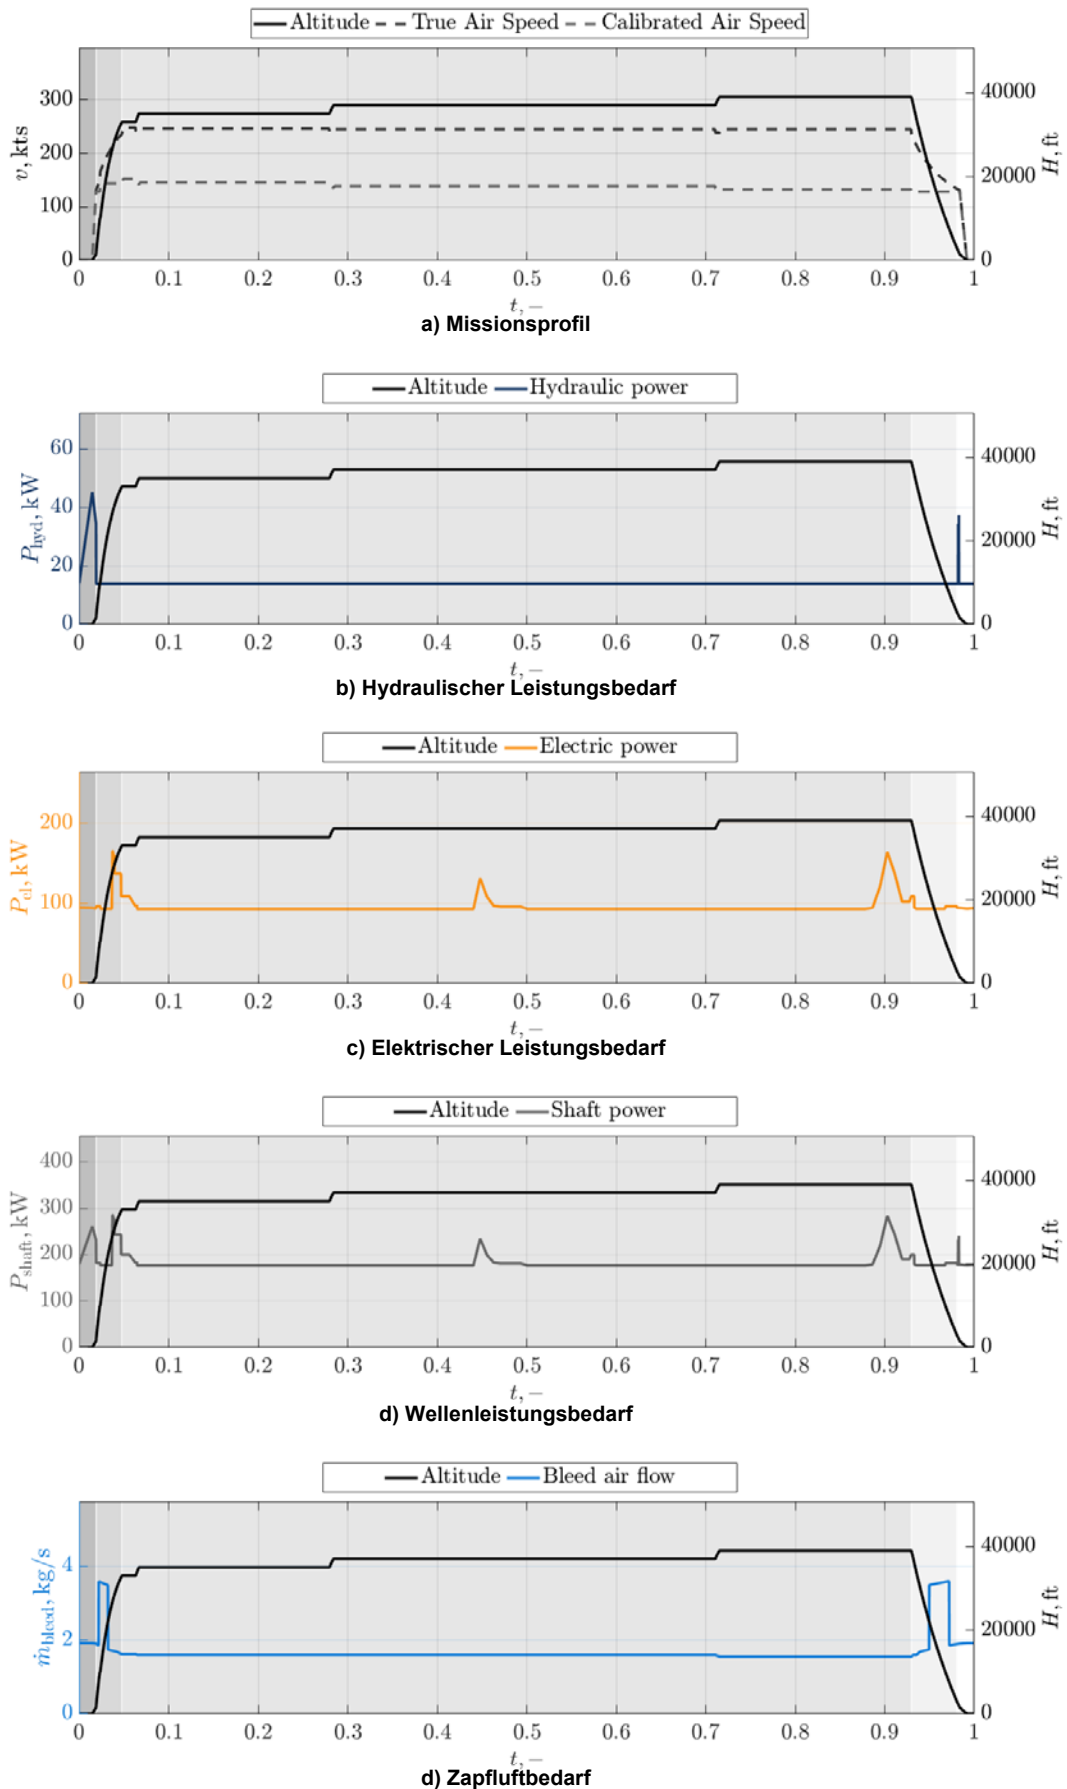 Altitude True Air Speed Calibrated Air Speed
300
200
100
0
v, kts
40000
20000
0
H, ft
0 0.1 0.2 0.3 0.4 0.5 0.6 0.7 0.8 0.9 1
t, –
a) Missionsprofil
Altitude Hydraulic power
60
40
20
0
P_hyd, kW
40000
20000
0
H, ft
0 0.1 0.2 0.3 0.4 0.5 0.6 0.7 0.8 0.9 1
t, –
b) Hydraulischer Leistungsbedarf
Altitude Electric power
200
100
0
P_el, kW
40000
20000
0
H, ft
0 0.1 0.2 0.3 0.4 0.5 0.6 0.7 0.8 0.9 1
t, –
c) Elektrischer Leistungsbedarf
Altitude Shaft power
400
300
200
100
0
P_shaft, kW
40000
20000
0
H, ft
0 0.1 0.2 0.3 0.4 0.5 0.6 0.7 0.8 0.9 1
t, –
d) Wellenleistungsbedarf
Altitude Bleed air flow
4
2
0
ṁ_bleed, kg/s
40000
20000
0
H, ft
0 0.1 0.2 0.3 0.4 0.5 0.6 0.7 0.8 0.9 1
t, –
d) Zapfluftbedarf